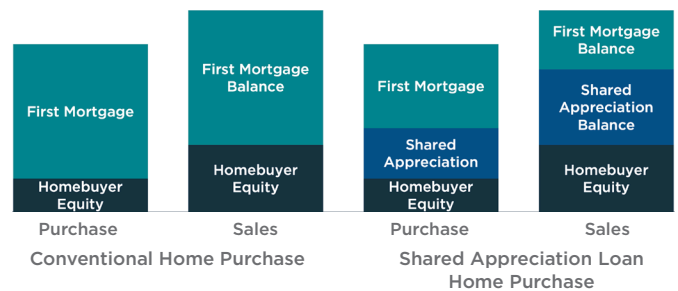 First Mortgage
Homebuyer
Equity
First Mortgage
Balance
Homebuyer
Equity
First Mortgage
Shared
Appreciation
Homebuyer
Equity
First Mortgage
Balance
Shared
Appreciation
Balance
Homebuyer
Equity
Purchase
Sales
Purchase
Sales
Conventional Home Purchase
Shared Appreciation Loan
Home Purchase